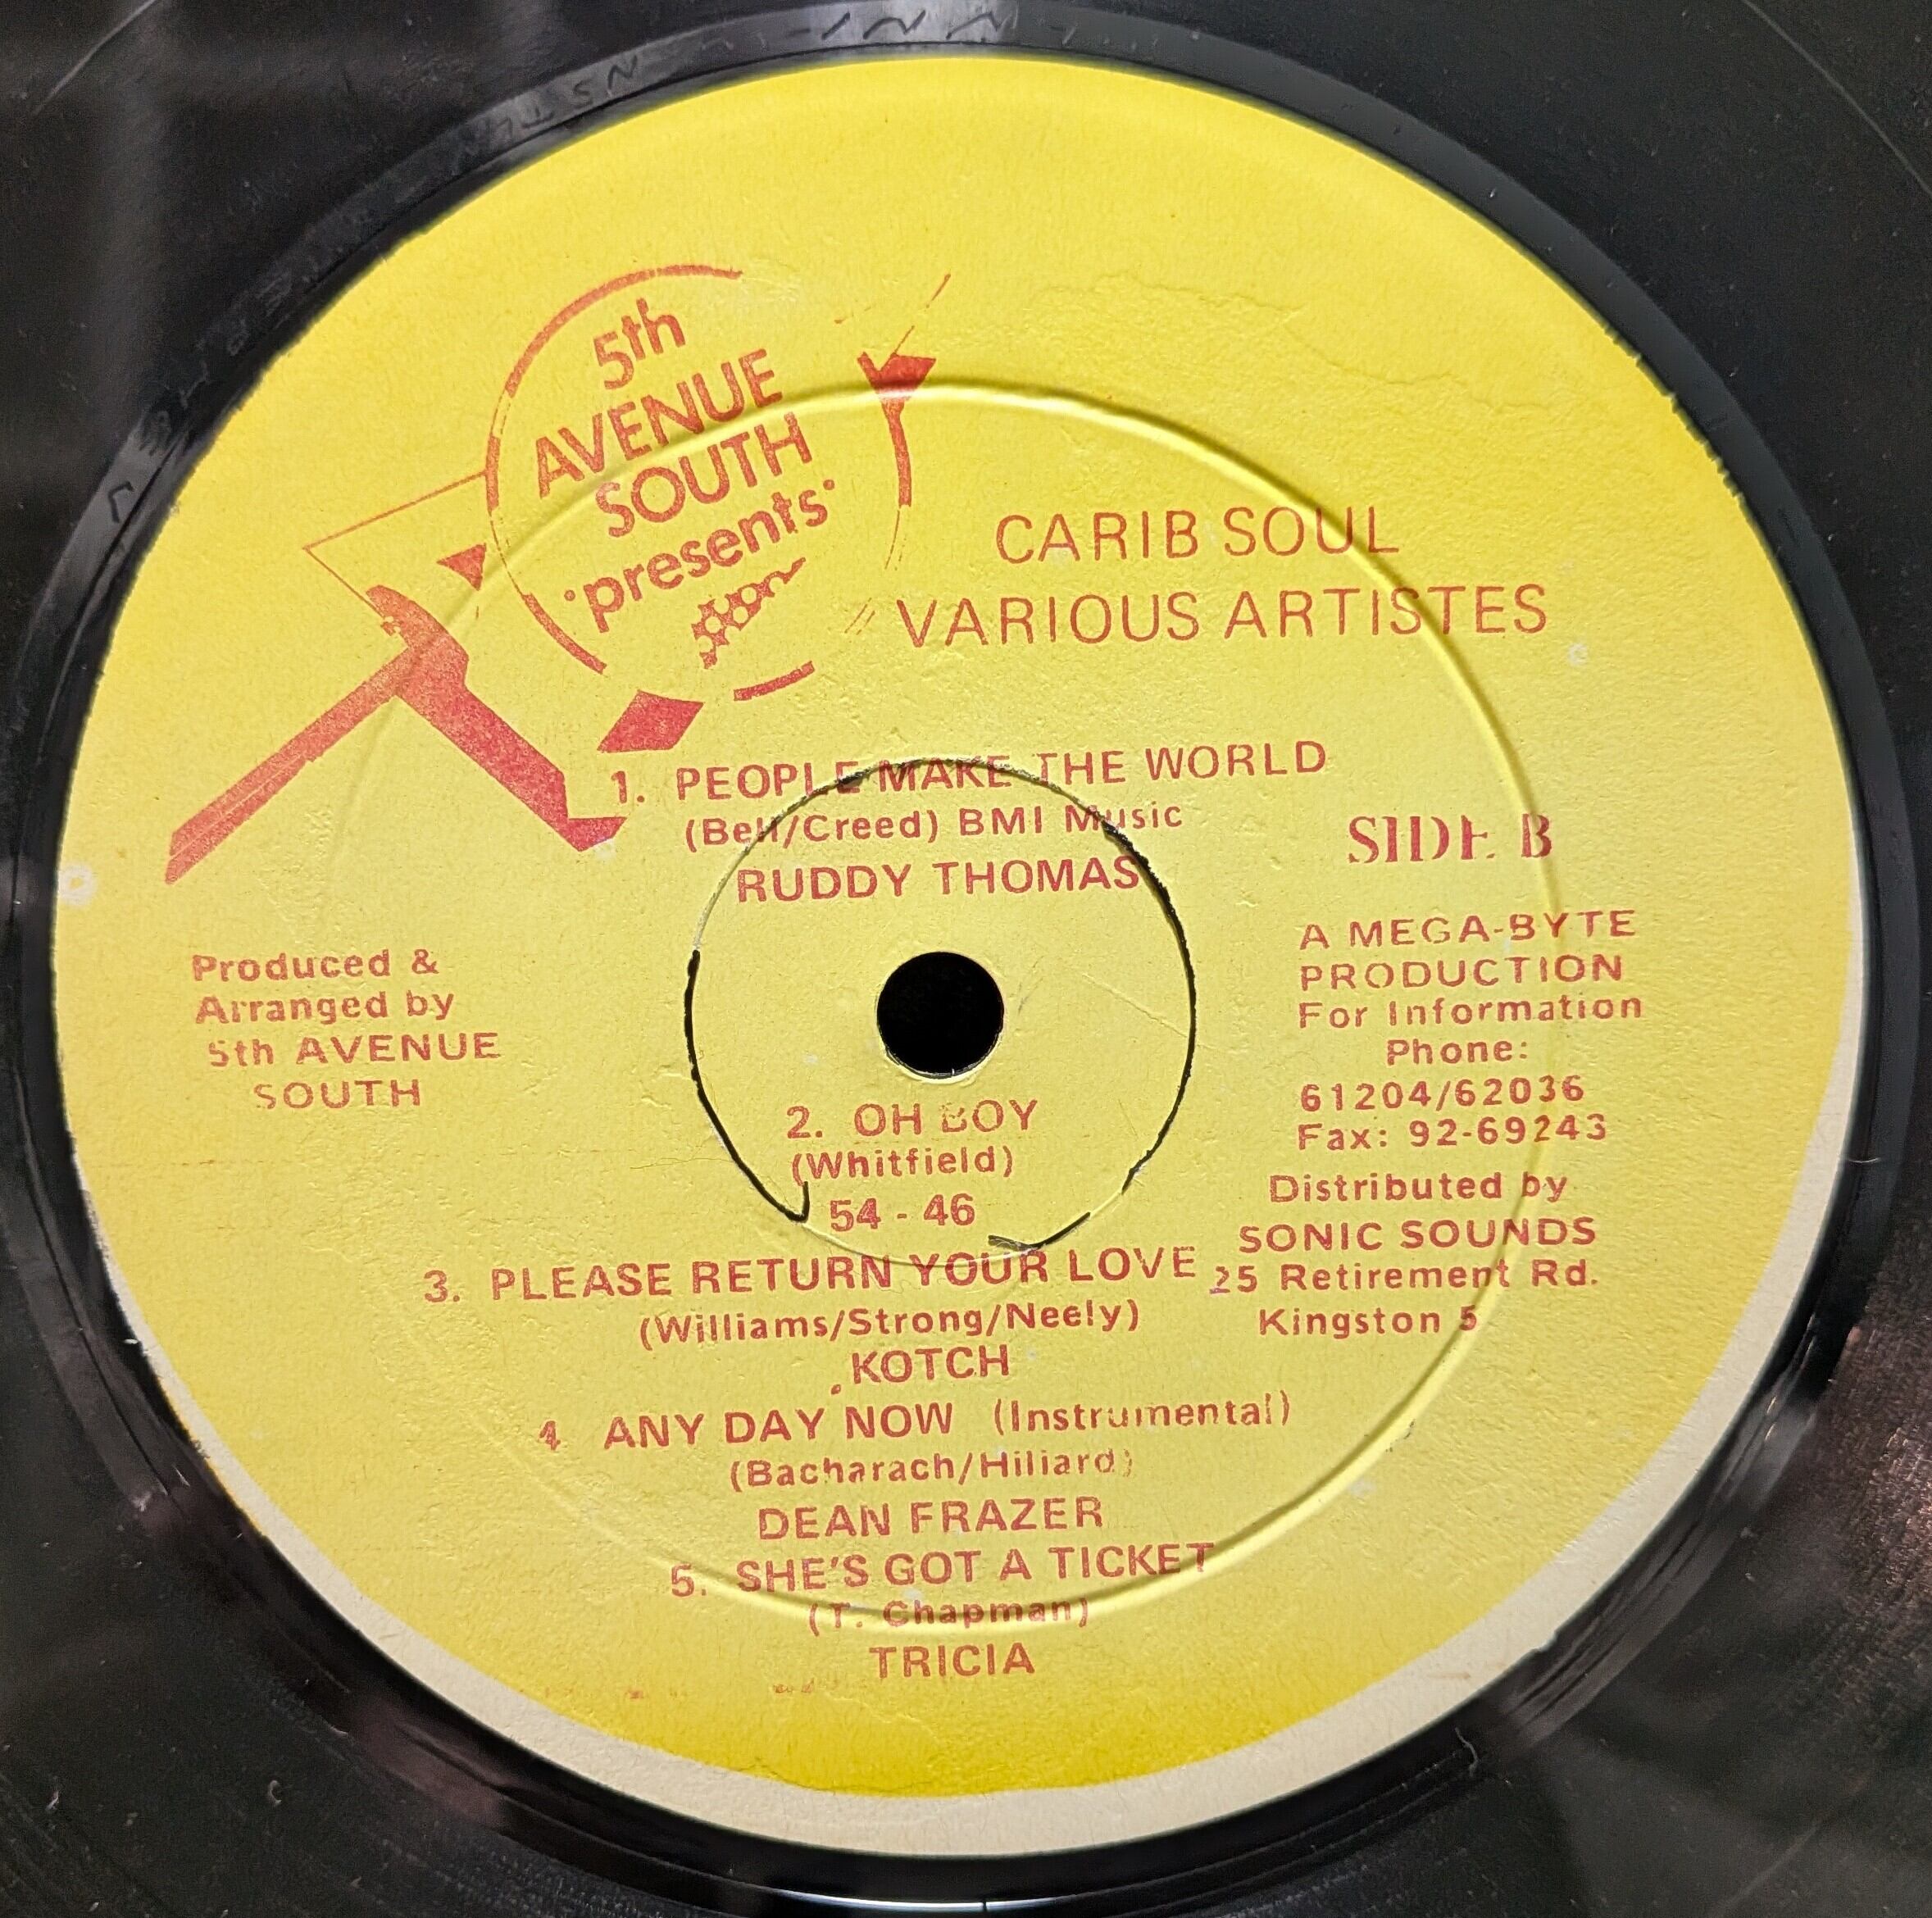 5th
AVENUE
SOUTH
presents
CARIB SOUL
VARIOUS ARTISTES
1. PEOPLE MAKE THE WORLD
(Bell/Creed) BMI Music
RUDDY THOMAS
SIDE B
Produced &
Arranged by
5th AVENUE
SOUTH
A MEGA-BYTE
PRODUCTION
For Information
Phone:
61204/62036
Fax: 92-69243
Distributed by
SONIC SOUNDS
25 Retirement Rd.
Kingston 5
2. OH BOY
(Whitfield)
54 - 46
3. PLEASE RETURN YOUR LOVE
(Williams/Strong/Neely)
KOTCH
4 ANY DAY NOW (Instrumental)
(Bacharach/Hiliard)
DEAN FRAZER
5. SHE'S GOT A TICKET
(T. Chapman)
TRICIA